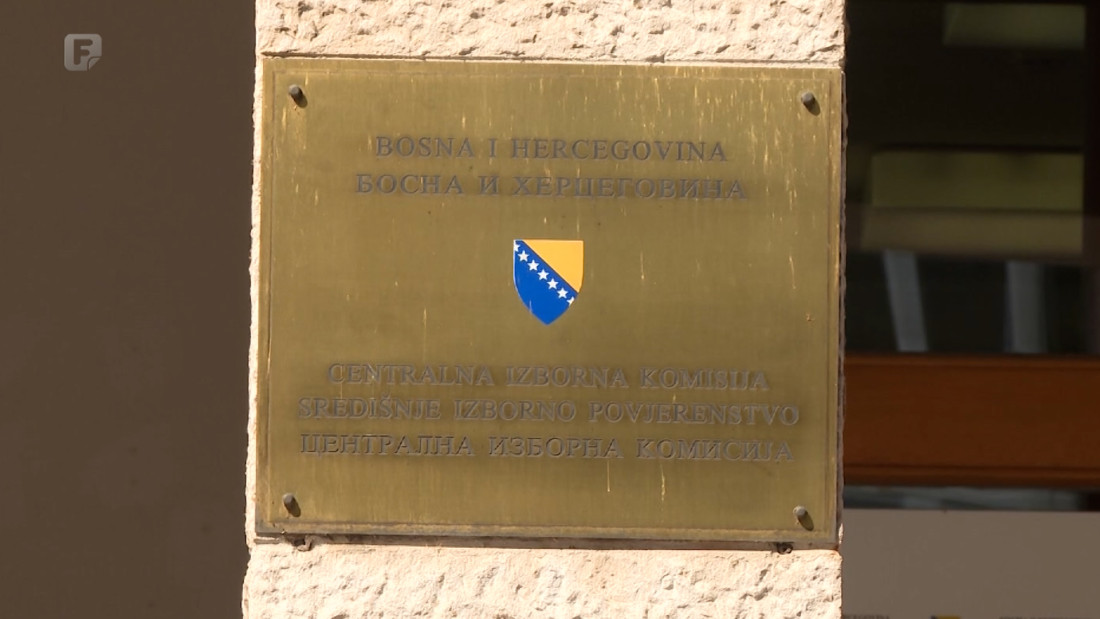 F
BOSNA I HERCEGOVINA
БОСНА И ХЕРЦЕГОВИНА
CENTRALNA IZBORNA KOMISIJA
SREDIŠNJE IZBORNO POVJERENSTVO
ЦЕНТРАЛНА ИЗБОРНА КОМИСИЈА